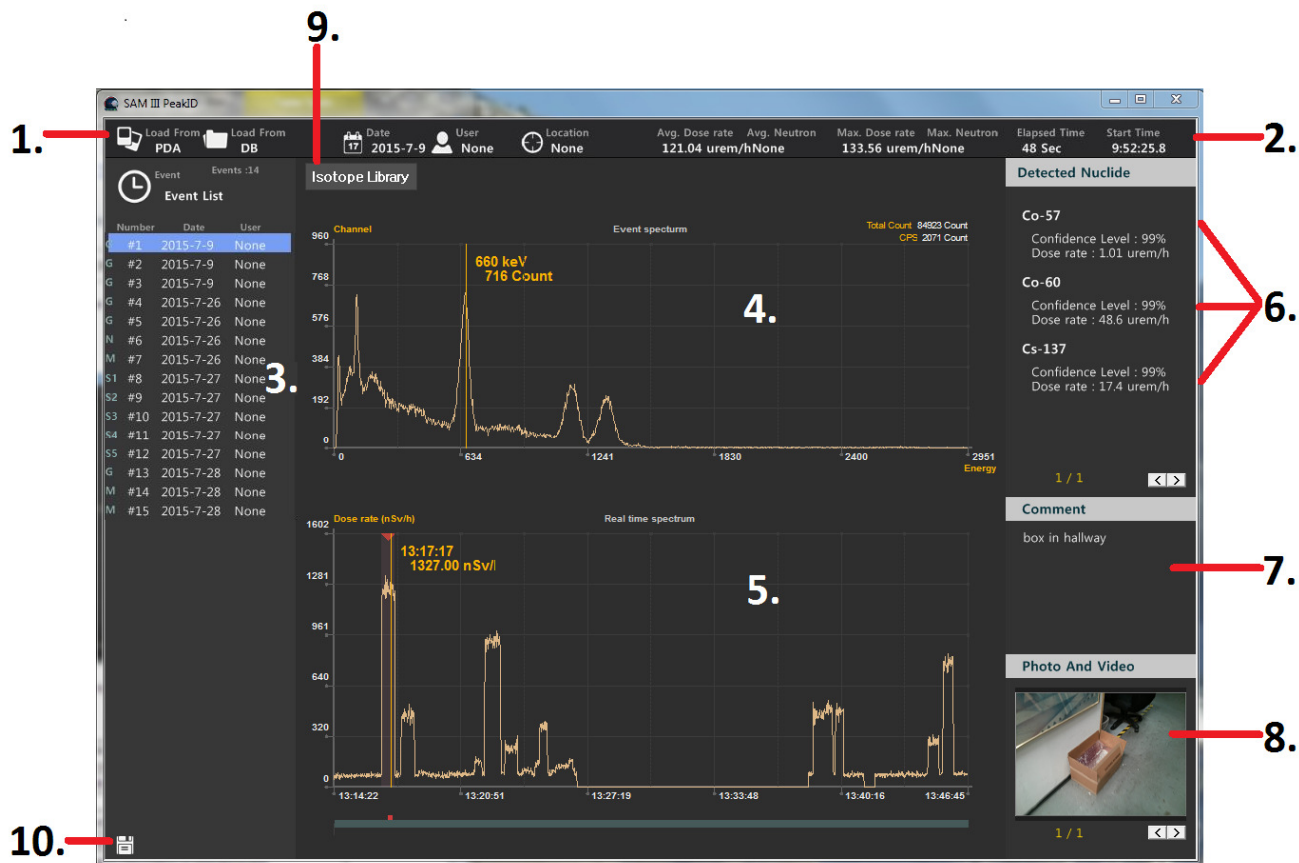 9.
SAM III PeakID
1.
Load From PDA
Load From DB
Date 2015-7-9
User None
Location None
Avg. Dose rate Avg. Neutron Max. Dose rate Max. Neutron Elapsed Time Start Time
121.04 urem/hNone 133.56 urem/hNone 48 Sec 9:52:25.8
2.
Event Events :14
Event List
Number Date User
#1 2015-7-9 None
G #2 2015-7-9 None
G #3 2015-7-9 None
G #4 2015-7-26 None
G #5 2015-7-26 None
N #6 2015-7-26 None
M #7 2015-7-26 None
S1 #8 2015-7-27 None
S2 #9 2015-7-27 None
S3 #10 2015-7-27 None
S4 #11 2015-7-27 None
S5 #12 2015-7-27 None
G #13 2015-7-28 None
M #14 2015-7-28 None
M #15 2015-7-28 None
3.
Isotope Library
Channel Event specturm Total Count 84923 Count
CPS 2071 Count
960
768
576
384
192
0
660 keV
716 Count
4.
0 634 1241 1830 2400 2951
Energy
Dose rate (nSv/h) Real time spectrum
1602
1281
961
640
320
0
13:17:17
1327.00 nSv/
5.
13:14:22 13:20:51 13:27:19 13:33:48 13:40:16 13:46:45
Detected Nuclide
Co-57
Confidence Level : 99%
Dose rate : 1.01 urem/h
Co-60
Confidence Level : 99%
Dose rate : 48.6 urem/h
Cs-137
Confidence Level : 99%
Dose rate : 17.4 urem/h
6.
1 / 1 < >
Comment
box in hallway
7.
Photo And Video
8.
1 / 1 < >
10.